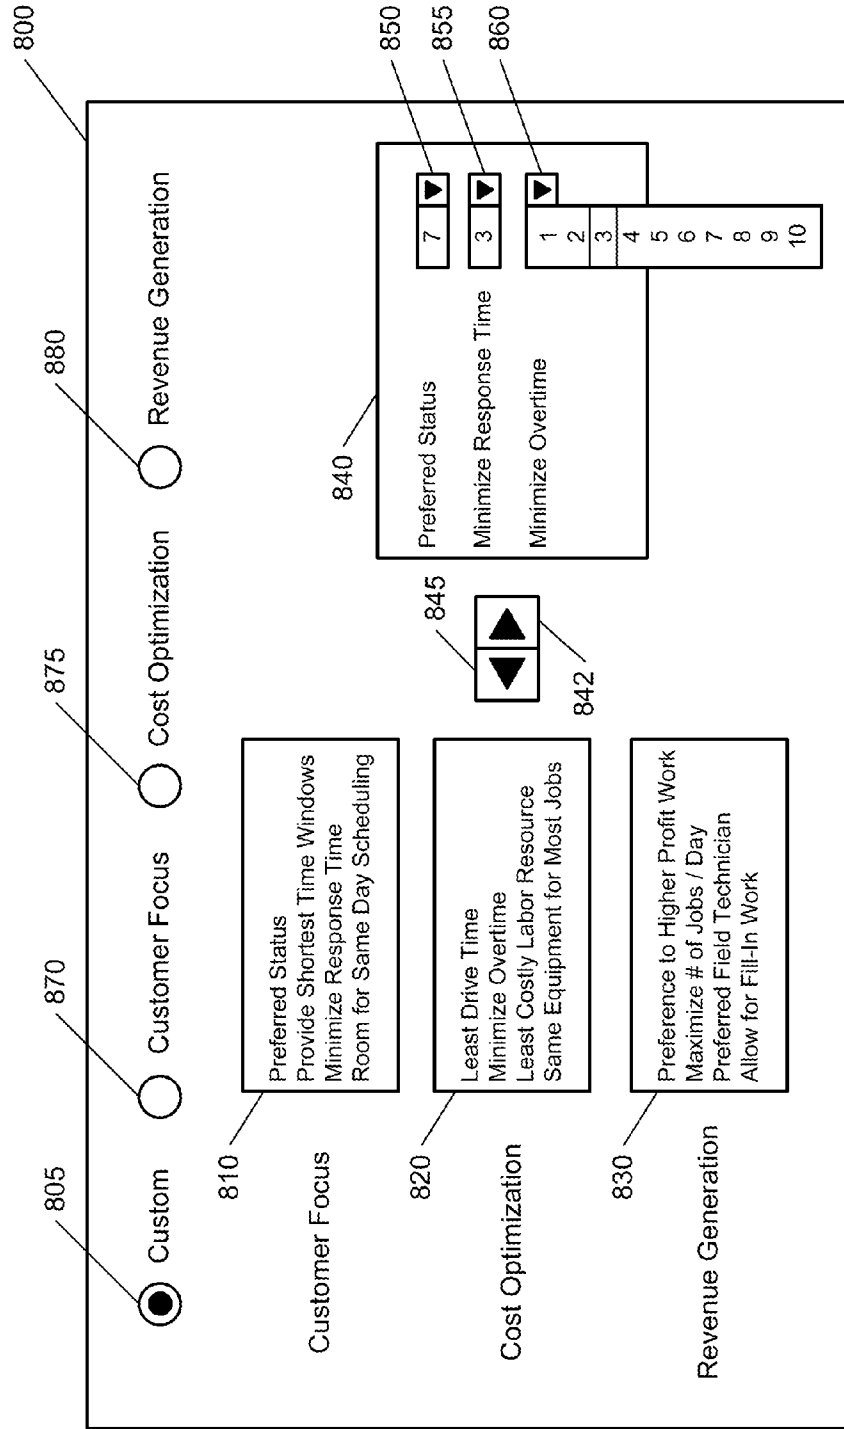 800
805
Custom
870
Customer Focus
875
Cost Optimization
880
Revenue Generation
810
Customer Focus
Preferred Status
Provide Shortest Time Windows
Minimize Response Time
Room for Same Day Scheduling
820
Cost Optimization
Least Drive Time
Minimize Overtime
Least Costly Labor Resource
Same Equipment for Most Jobs
830
Revenue Generation
Preference to Higher Profit Work
Maximize # of Jobs / Day
Preferred Field Technician
Allow for Fill-In Work
845
842
840
Preferred Status
7
850
Minimize Response Time
3
855
Minimize Overtime
860
1
2
3
4
5
6
7
8
9
10